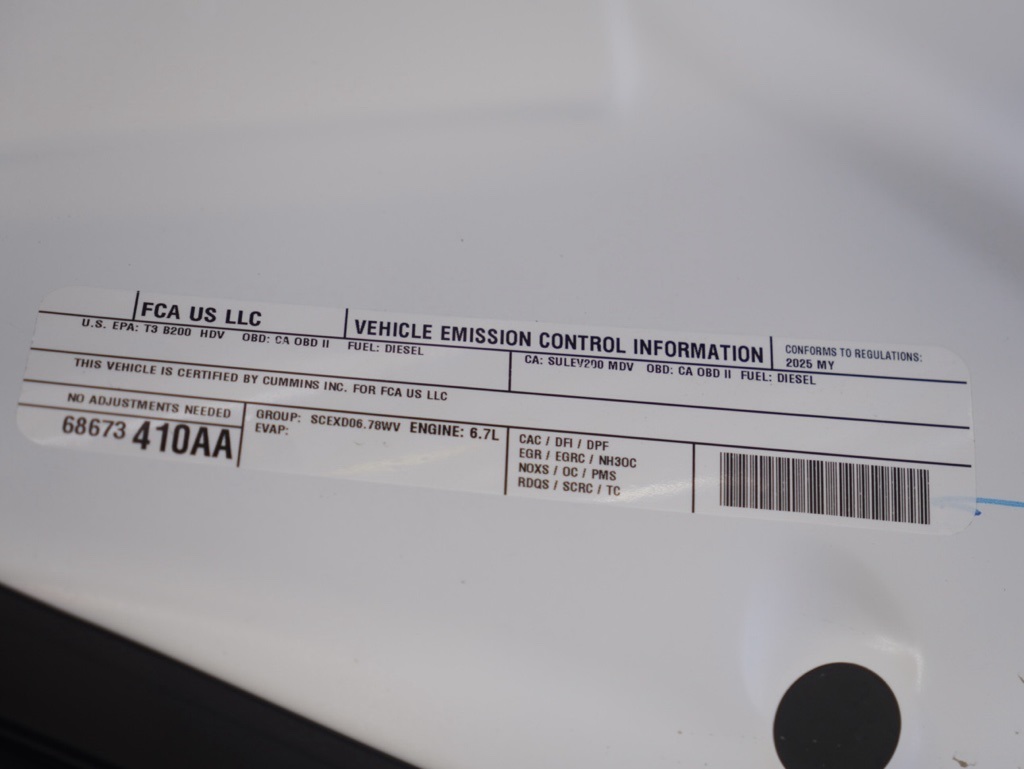 FCA US LLC
VEHICLE EMISSION CONTROL INFORMATION
CONFORMS TO REGULATIONS:
2025 MY
U.S. EPA: T3 B200 HDV OBD: CA OBD II FUEL: DIESEL
CA: SULEV200 MDV OBD: CA OBD II FUEL: DIESEL
THIS VEHICLE IS CERTIFIED BY CUMMINS INC. FOR FCA US LLC
NO ADJUSTMENTS NEEDED
68673 410AA
GROUP: SCEXD06.78WV ENGINE: 6.7L
EVAP:
CAC / DFI / DPF
EGR / EGRC / NH3OC
NOXS / OC / PMS
RDQS / SCRC / TC